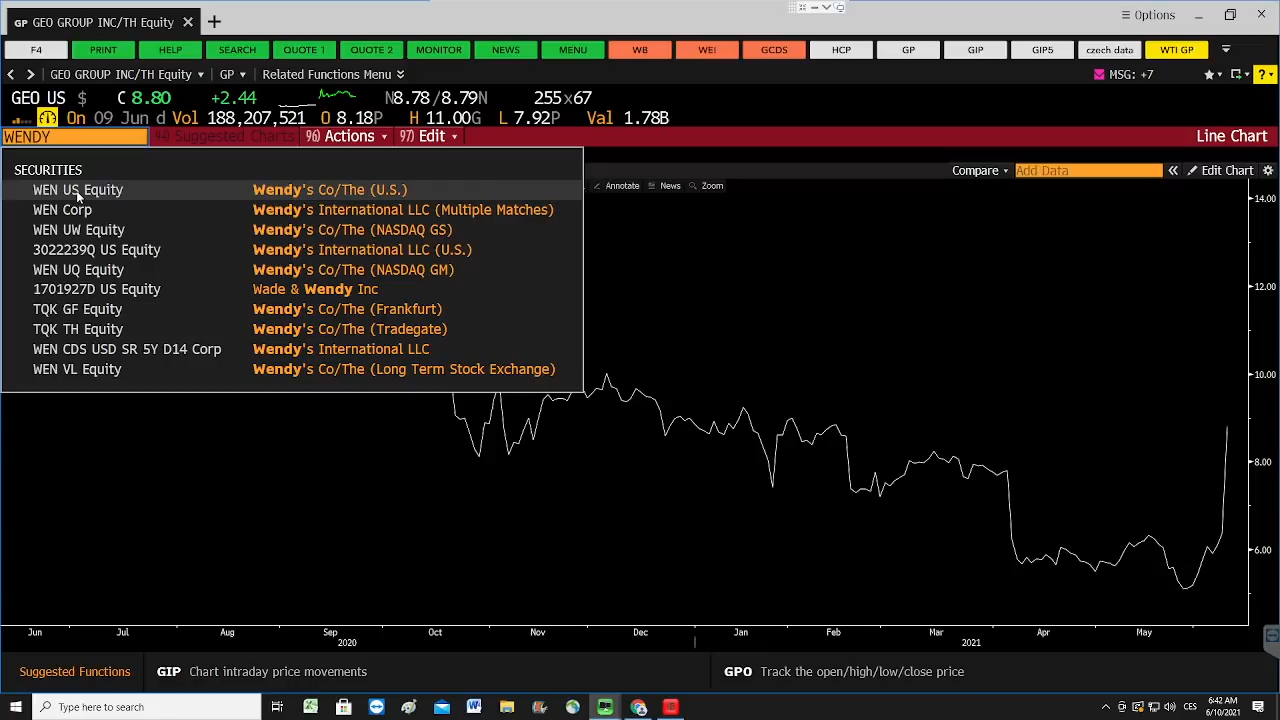 GP GEO GROUP INC/TH Equity
Options
F4 PRINT HELP SEARCH QUOTE 1 QUOTE 2 MONITOR NEWS MENU WB WEI GCDS HCP GP GIP GIP5 czech data WTI GP
GEO GROUP INC/TH Equity GP Related Functions Menu MSG: +7 ?
GEO US $ C 8.80 +2.44 N8.78/8.79N 255x67
On 09 Jun d Vol 188,207,521 O 8.18P H 11.00G L 7.92P Val 1.78B
WENDY 94) Suggested Charts 96) Actions 97) Edit Line Chart
SECURITIES
Compare Add Data Edit Chart
Annotate News Zoom
WEN US Equity Wendy's Co/The (U.S.)
WEN Corp Wendy's International LLC (Multiple Matches)
WEN UW Equity Wendy's Co/The (NASDAQ GS)
3022239Q US Equity Wendy's International LLC (U.S.)
WEN UQ Equity Wendy's Co/The (NASDAQ GM)
1701927D US Equity Wade & Wendy Inc
TQK GF Equity Wendy's Co/The (Frankfurt)
TQK TH Equity Wendy's Co/The (Tradegate)
WEN CDS USD SR 5Y D14 Corp Wendy's International LLC
WEN VL Equity Wendy's Co/The (Long Term Stock Exchange)
14.00
12.00
10.00
8.00
6.00
Jun Jul Aug Sep Oct Nov Dec Jan Feb Mar Apr May
2020 2021
Suggested Functions GIP Chart intraday price movements GPO Track the open/high/low/close price
Type here to search
CES
6:42 AM
6/10/2021